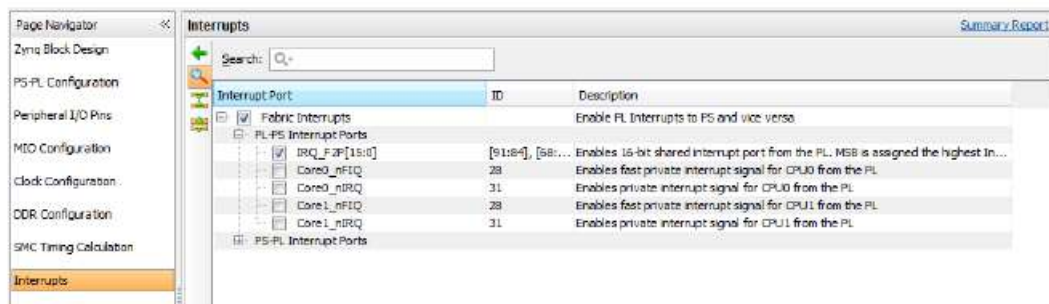 Page Navigator
Interrupts
Summary Report
Zynq Block Design
PS-PL Configuration
Peripheral I/O Pins
MIO Configuration
Clock Configuration
DDR Configuration
SMC Timing Calculation
Interrupts
Search:
Interrupt Port ID Description
Fabric Interrupts Enable PL Interrupts to PS and vice versa
PL-PS Interrupt Ports
IRQ_F2P[15:0] [91:84], [68:... Enables 16-bit shared interrupt port from the PL. MSB is assigned the highest In...
Core0_nFIQ 28 Enables fast private interrupt signal for CPU0 from the PL
Core0_nIRQ 31 Enables private interrupt signal for CPU0 from the PL
Core1_nFIQ 28 Enables fast private interrupt signal for CPU1 from the PL
Core1_nIRQ 31 Enables private interrupt signal for CPU1 from the PL
PS-PL Interrupt Ports